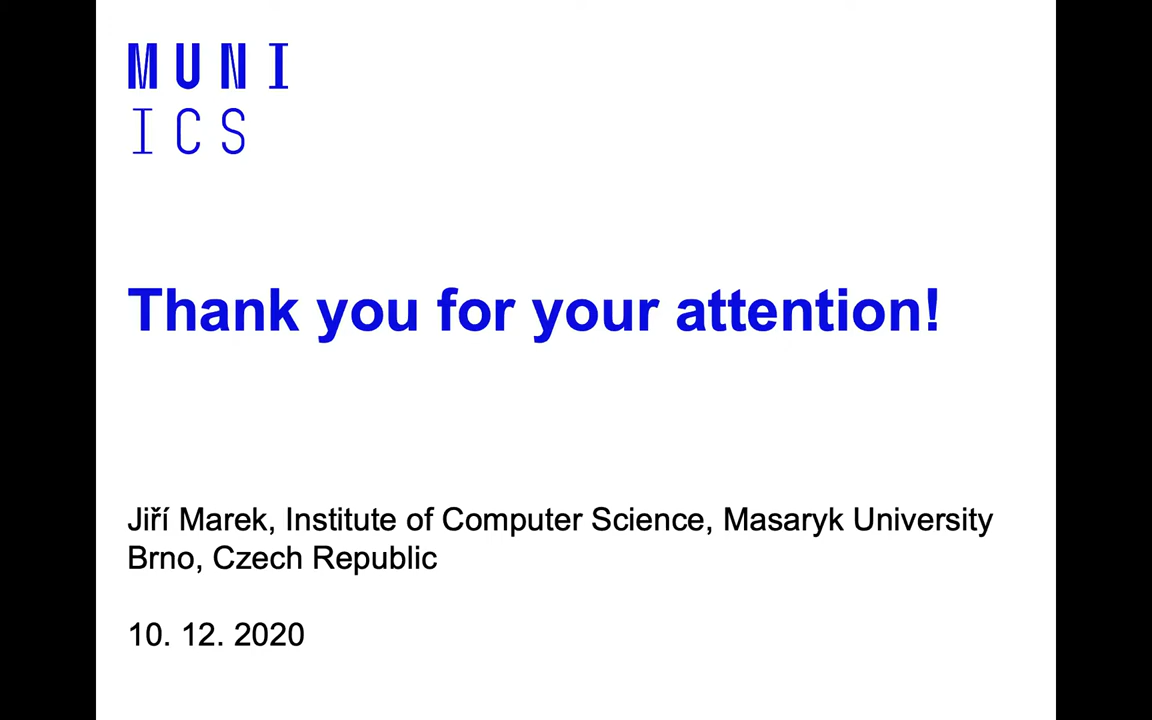 MUNI
ICS
Thank you for your attention!
Jiří Marek, Institute of Computer Science, Masaryk University
Brno, Czech Republic
10. 12. 2020